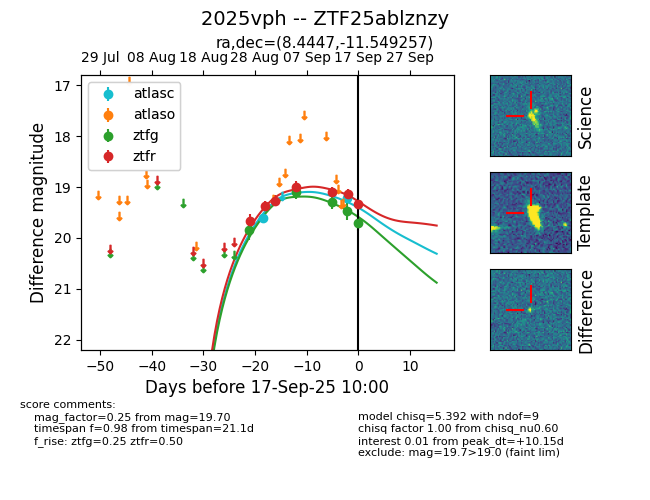 2025vph -- ZTF25ablznzy
ra,dec=(8.4447,-11.549257)
29 Jul 08 Aug 18 Aug 28 Aug 07 Sep 17 Sep 27 Sep
17
18
19
20
21
22
Difference magnitude
atlasc
atlaso
ztfg
ztfr
−50 −40 −30 −20 −10 0 10
Days before 17-Sep-25 10:00
Science
Template
Difference
score comments:
mag_factor=0.25 from mag=19.70
timespan f=0.98 from timespan=21.1d
f_rise: ztfg=0.25 ztfr=0.50
model chisq=5.392 with ndof=9
chisq factor 1.00 from chisq_nu0.60
interest 0.01 from peak_dt=+10.15d
exclude: mag=19.7>19.0 (faint lim)